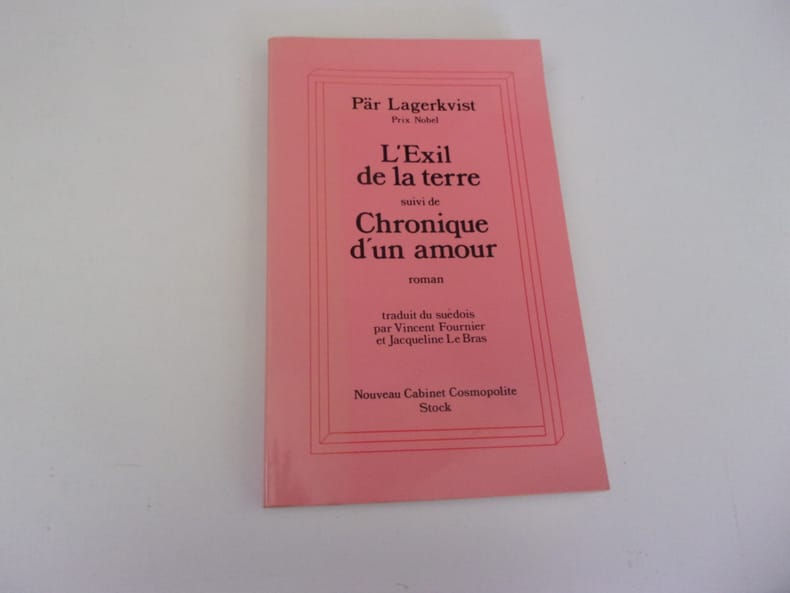 Pär Lagerkvist
Prix Nobel
L'Exil
de la terre
suivi de
Chronique
d'un amour
roman
traduit du suédois
par Vincent Fournier
et Jacqueline Le Bras
Nouveau Cabinet Cosmopolite
Stock